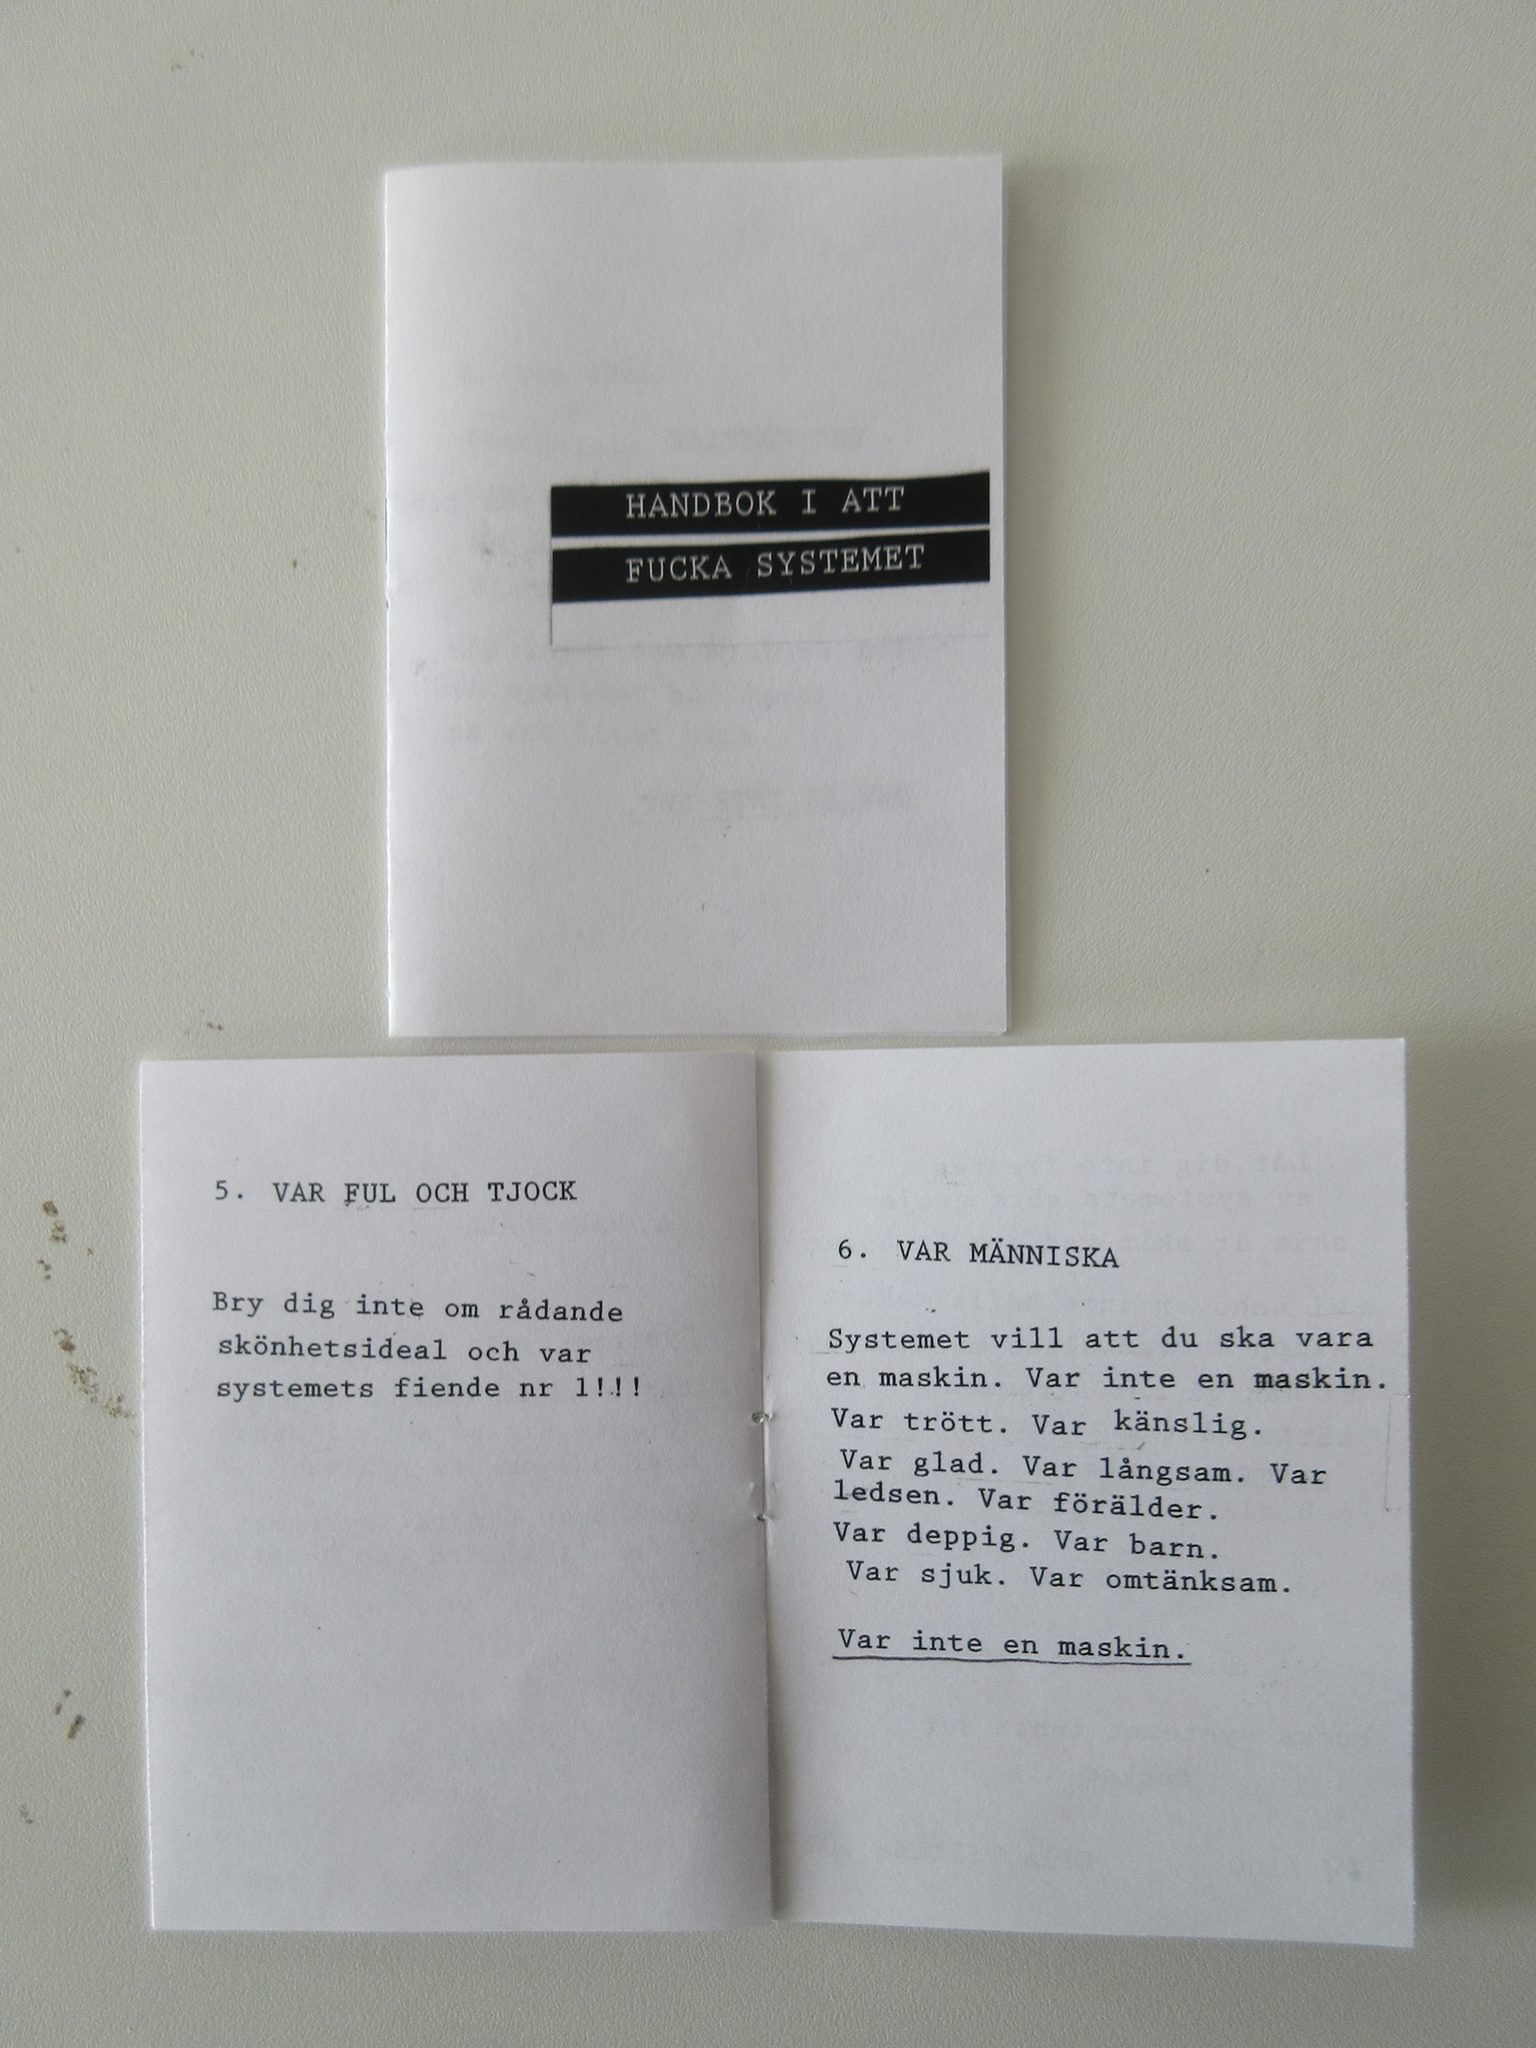 HANDBOK I ATT
FUCKA SYSTEMET
5. VAR FUL OCH TJOCK
Bry dig inte om rådande
skönhetsideal och var
systemets fiende nr 1!!!
6. VAR MÄNNISKA
Systemet vill att du ska vara
en maskin. Var inte en maskin.
Var trött. Var känslig.
Var glad. Var långsam. Var
ledsen. Var förälder.
Var deppig. Var barn.
Var sjuk. Var omtänksam.
Var inte en maskin.